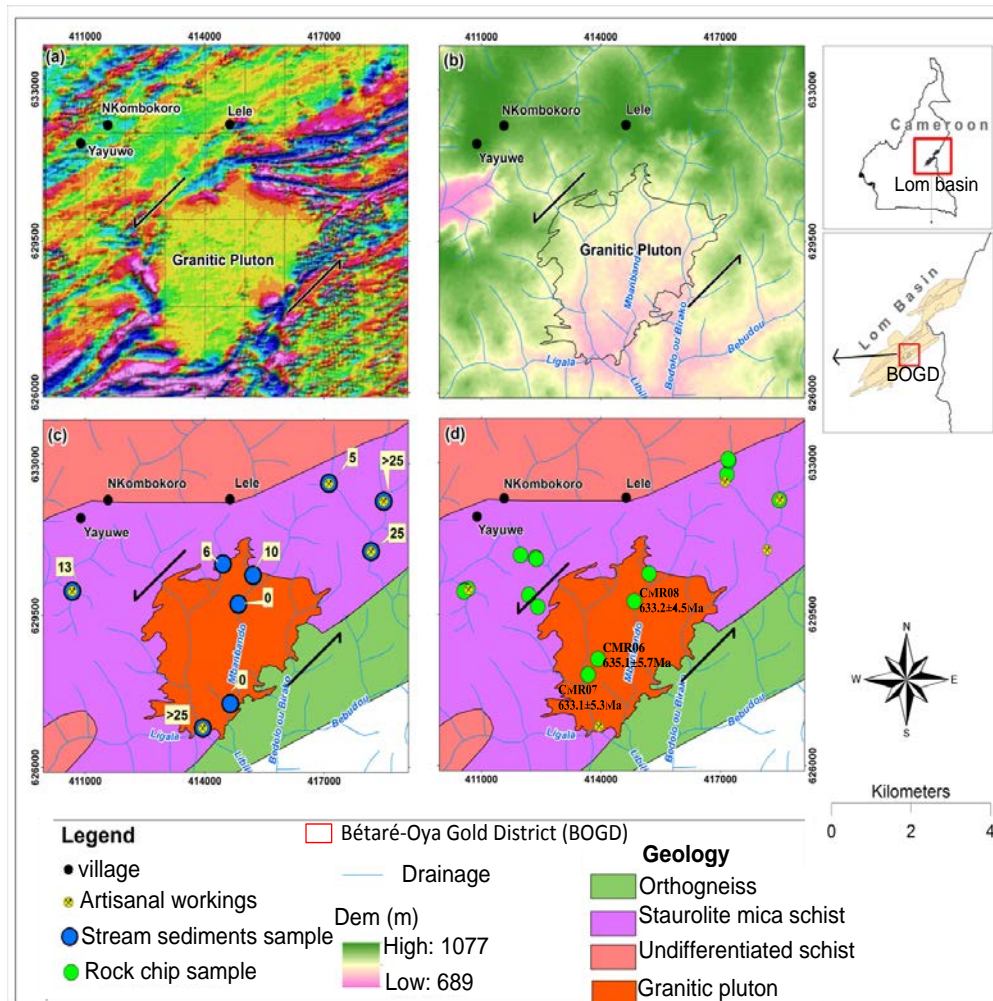 411000 414000 417000
(a)
633000
NKombokoro
Lele
Yayuwe
629500
Granitic Pluton
626000
411000 414000 417000
(b)
633000
NKombokoro
Lele
Yayuwe
629500
Granitic Pluton
Mbanband
Ligala
Libili
Bedolo ou Birako
Bebudou
626000
Cameroon
Lom basin
Lom Basin
BOGD
(c)
633000
NKombokoro
Lele
Yayuwe
5
>25
25
6
10
13
0
629500
Mbanbando
0
>25
Ligala
Libili
Bedolo ou Birako
Bebudou
626000
411000 414000 417000
(d)
633000
NKombokoro
Lele
Yayuwe
CMR08
633.2±4.5Ma
629500
Mbanbando
CMR06
635.1±5.7Ma
CMR07
633.1±5.3Ma
Ligala
Libili
Bedolo ou Birako
Bebudou
626000
411000 414000 417000
N
W E
S
Kilometers
0 2 4
Legend
village
Artisanal workings
Stream sediments sample
Rock chip sample
Bétaré-Oya Gold District (BOGD)
Drainage
Dem (m)
High: 1077
Low: 689
Geology
Orthogneiss
Staurolite mica schist
Undifferentiated schist
Granitic pluton